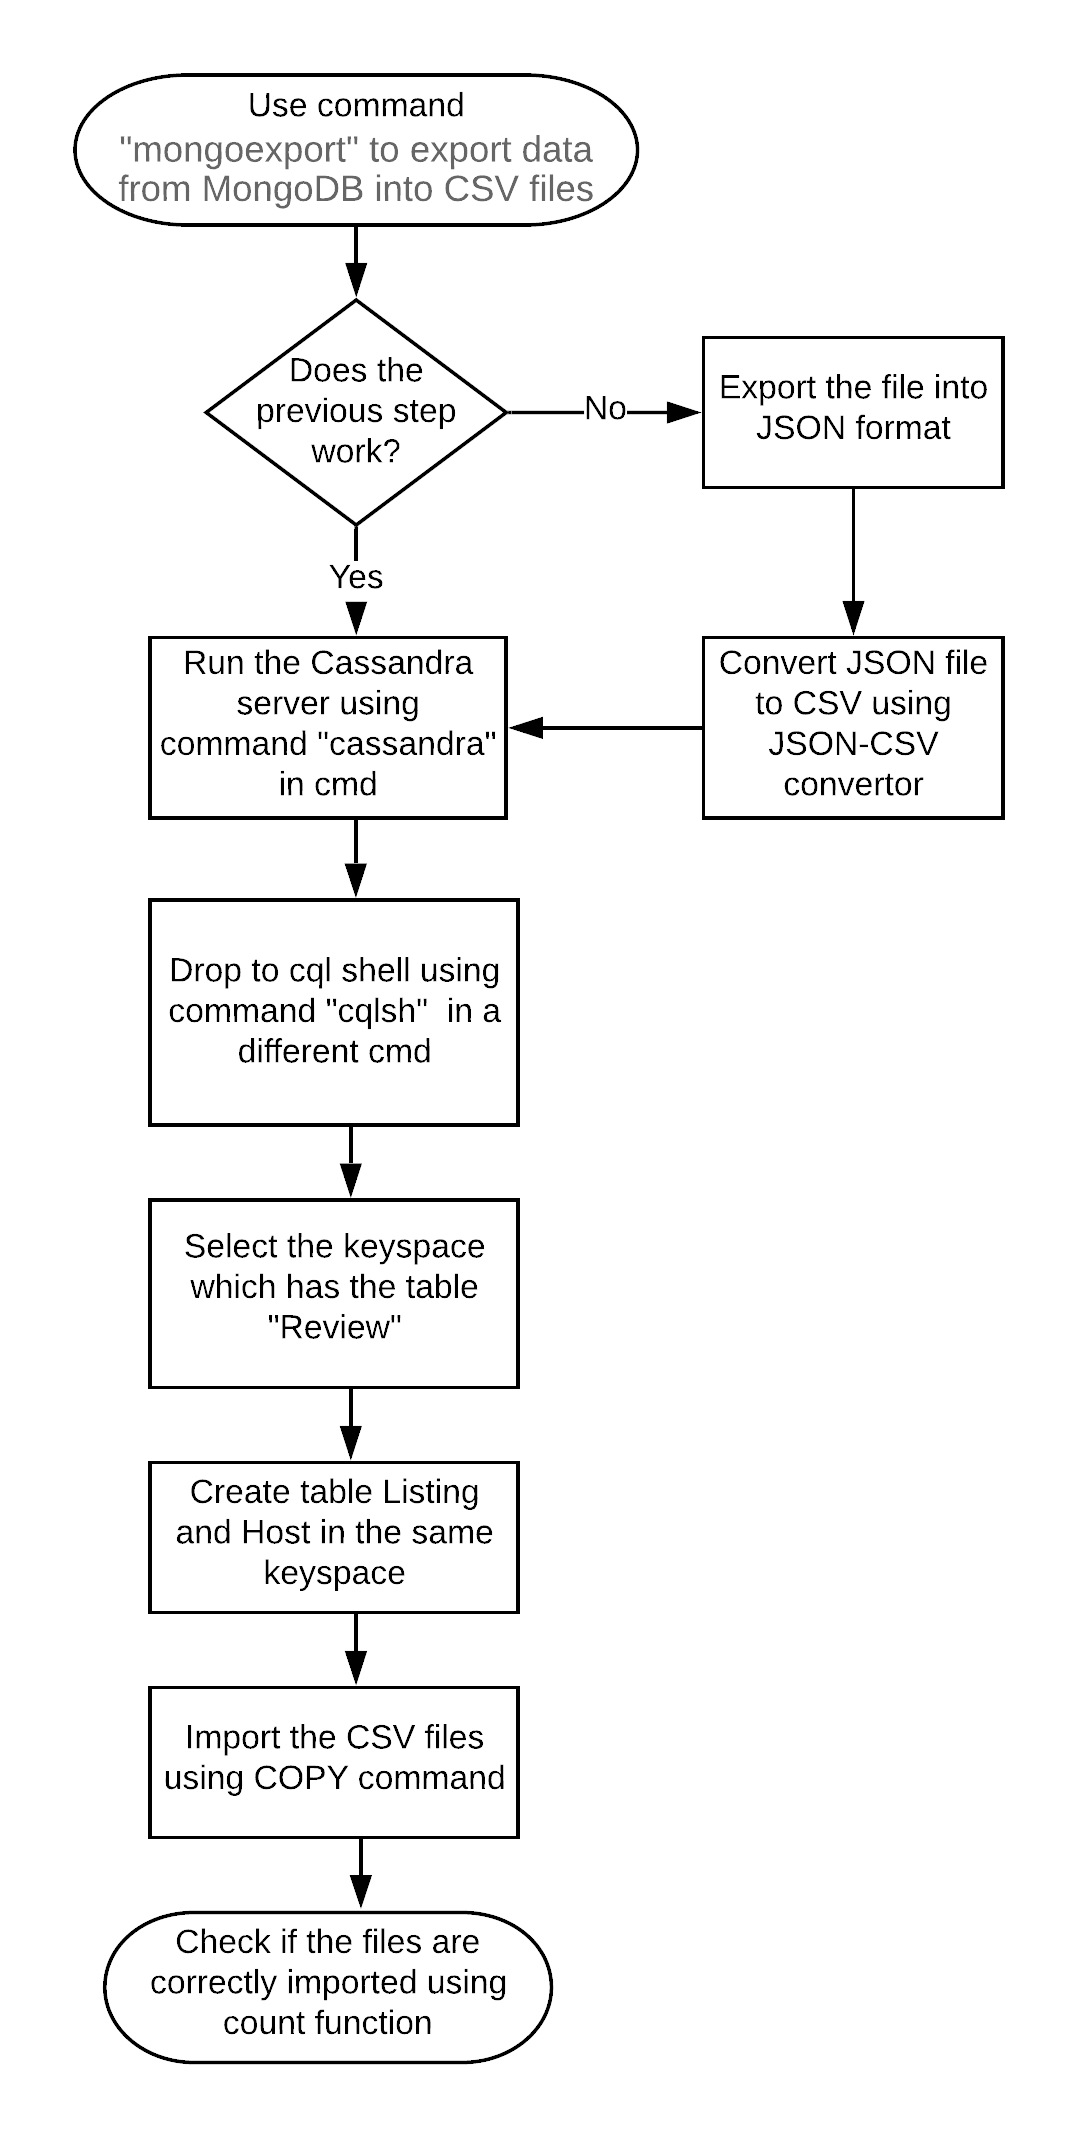 Use command
"mongoexport" to export data
from MongoDB into CSV files
Does the
previous step
work?
No
Export the file into
JSON format
Yes
Run the Cassandra
server using
command "cassandra"
in cmd
Convert JSON file
to CSV using
JSON-CSV
convertor
Drop to cql shell using
command "cqlsh"  in a
different cmd
Select the keyspace
which has the table
"Review"
Create table Listing
and Host in the same
keyspace
Import the CSV files
using COPY command
Check if the files are
correctly imported using
count function